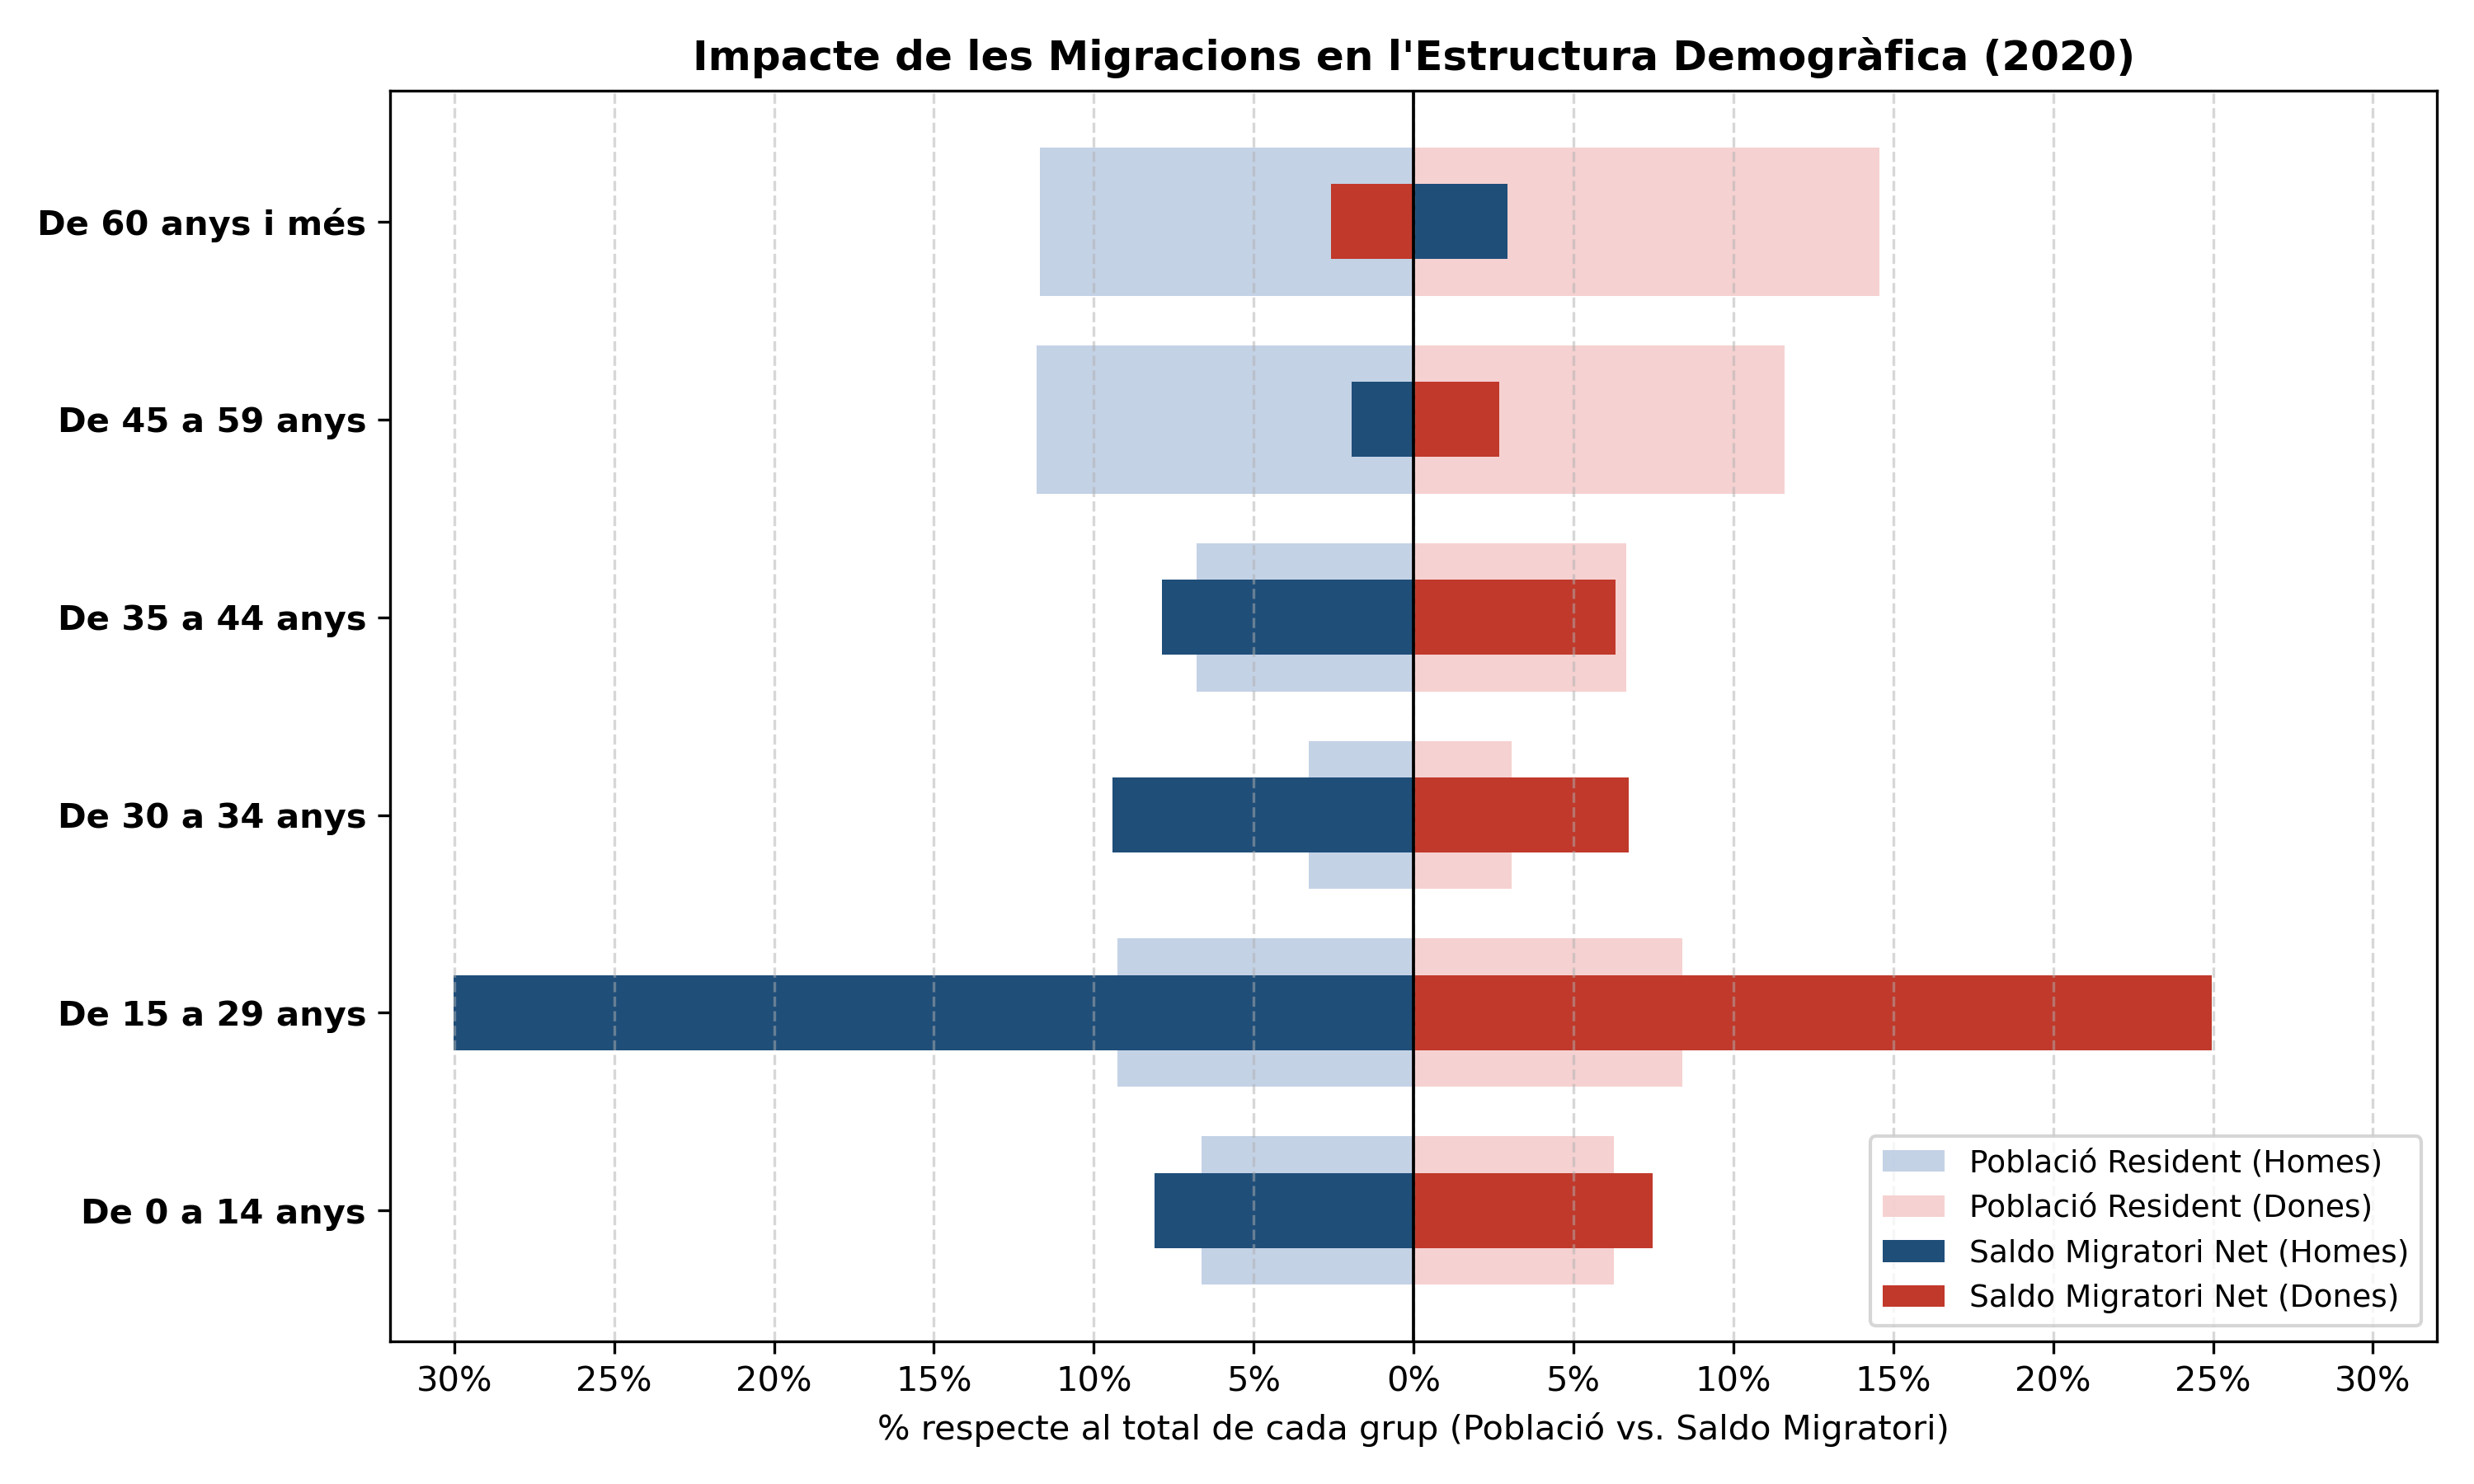 Impacte de les Migracions en l'Estructura Demogràfica (2020)
De 60 anys i més
De 45 a 59 anys
De 35 a 44 anys
De 30 a 34 anys
De 15 a 29 anys
De 0 a 14 anys
Població Resident (Homes)
Població Resident (Dones)
Saldo Migratori Net (Homes)
Saldo Migratori Net (Dones)
30% 25% 20% 15% 10% 5% 0% 5% 10% 15% 20% 25% 30%
% respecte al total de cada grup (Població vs. Saldo Migratori)